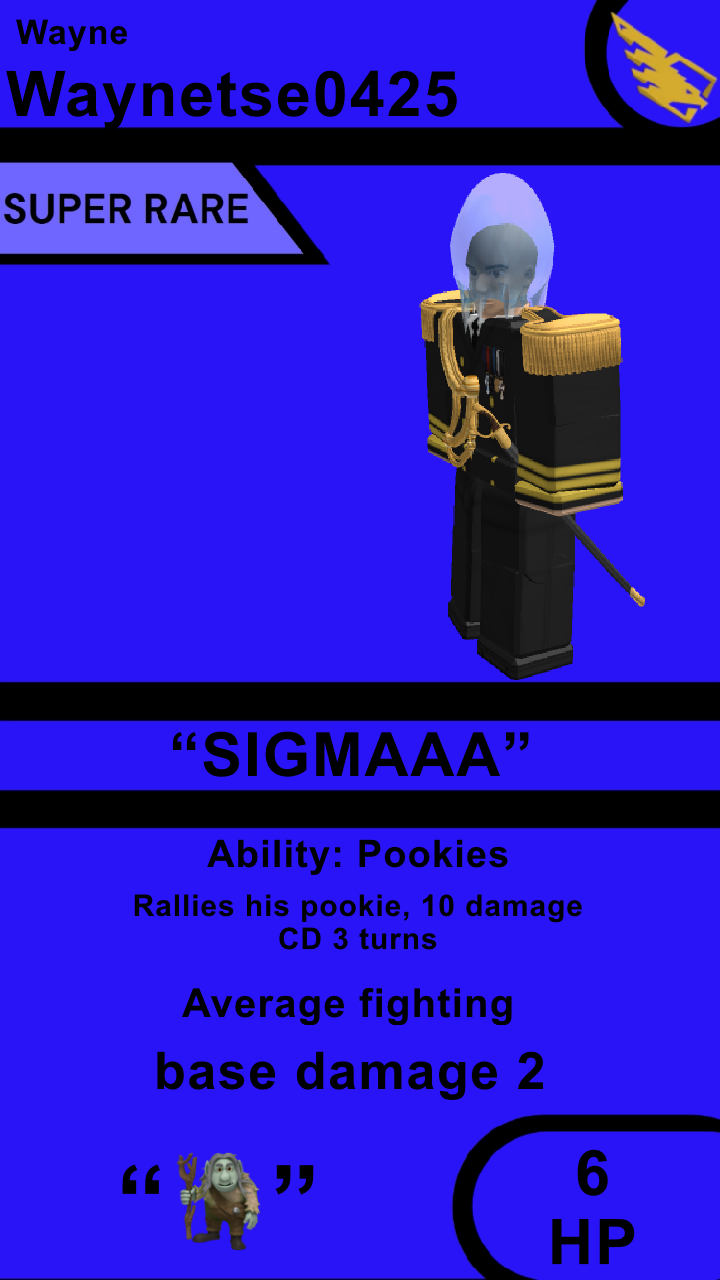 Wayne
Waynetse0425
SUPER RARE
“SIGMAAA”
Ability: Pookies
Rallies his pookie, 10 damage
CD 3 turns
Average fighting
base damage 2
“ ”
6
HP